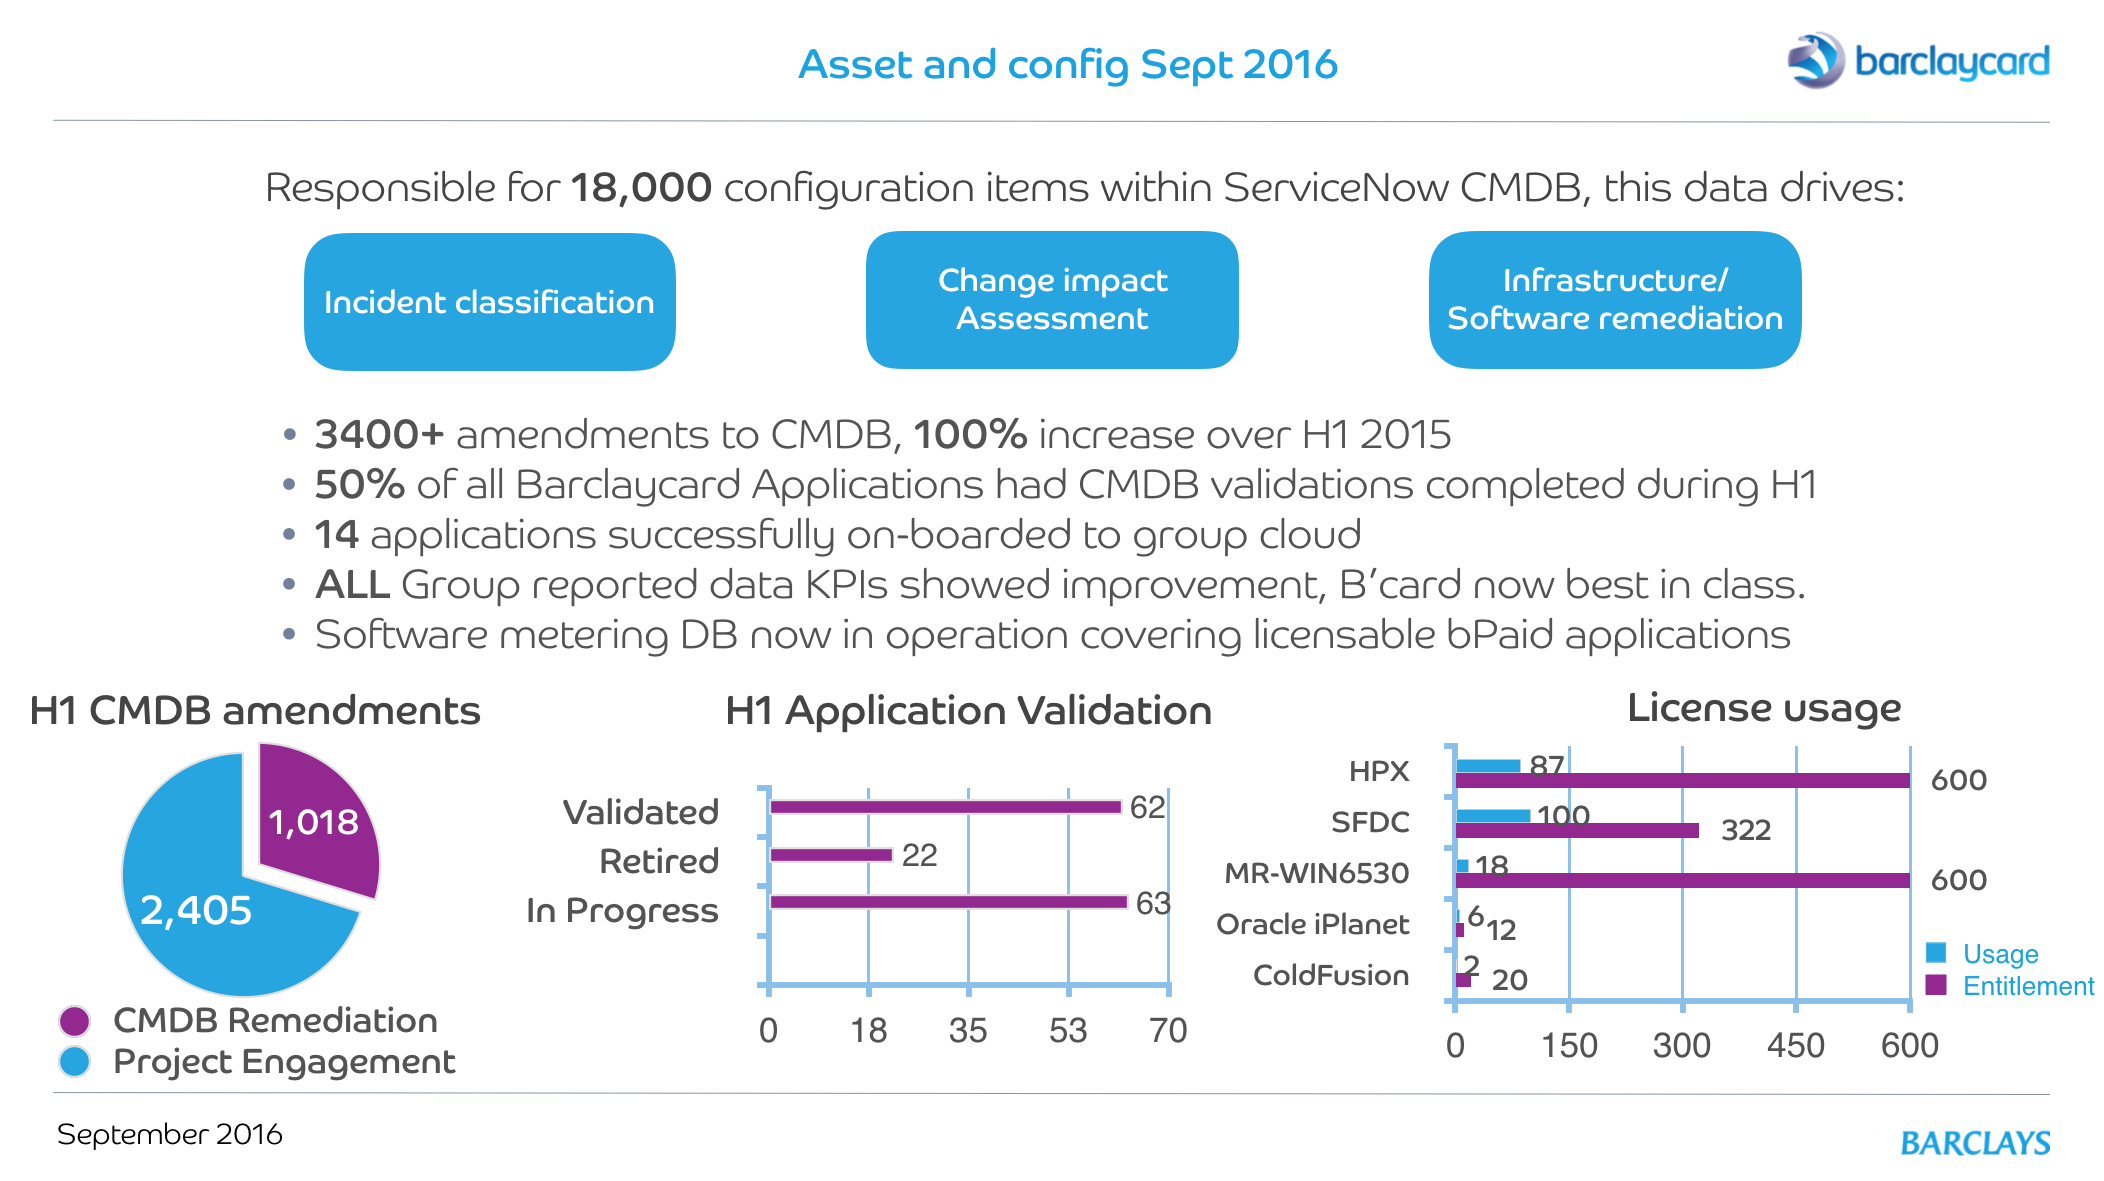 Asset and config Sept 2016
barclaycard
Responsible for 18,000 configuration items within ServiceNow CMDB, this data drives:
Incident classification
Change impact
Assessment
Infrastructure/
Software remediation
• 3400+ amendments to CMDB, 100% increase over H1 2015
• 50% of all Barclaycard Applications had CMDB validations completed during H1
• 14 applications successfully on-boarded to group cloud
• ALL Group reported data KPIs showed improvement, B’card now best in class.
• Software metering DB now in operation covering licensable bPaid applications
H1 CMDB amendments
1,018
2,405
CMDB Remediation
Project Engagement
H1 Application Validation
Validated 62
Retired 22
In Progress 63
0 18 35 53 70
License usage
HPX 87 600
SFDC 100 322
MR-WIN6530 18 600
Oracle iPlanet 6 12
ColdFusion 2 20
0 150 300 450 600
Usage
Entitlement
September 2016
BARCLAYS